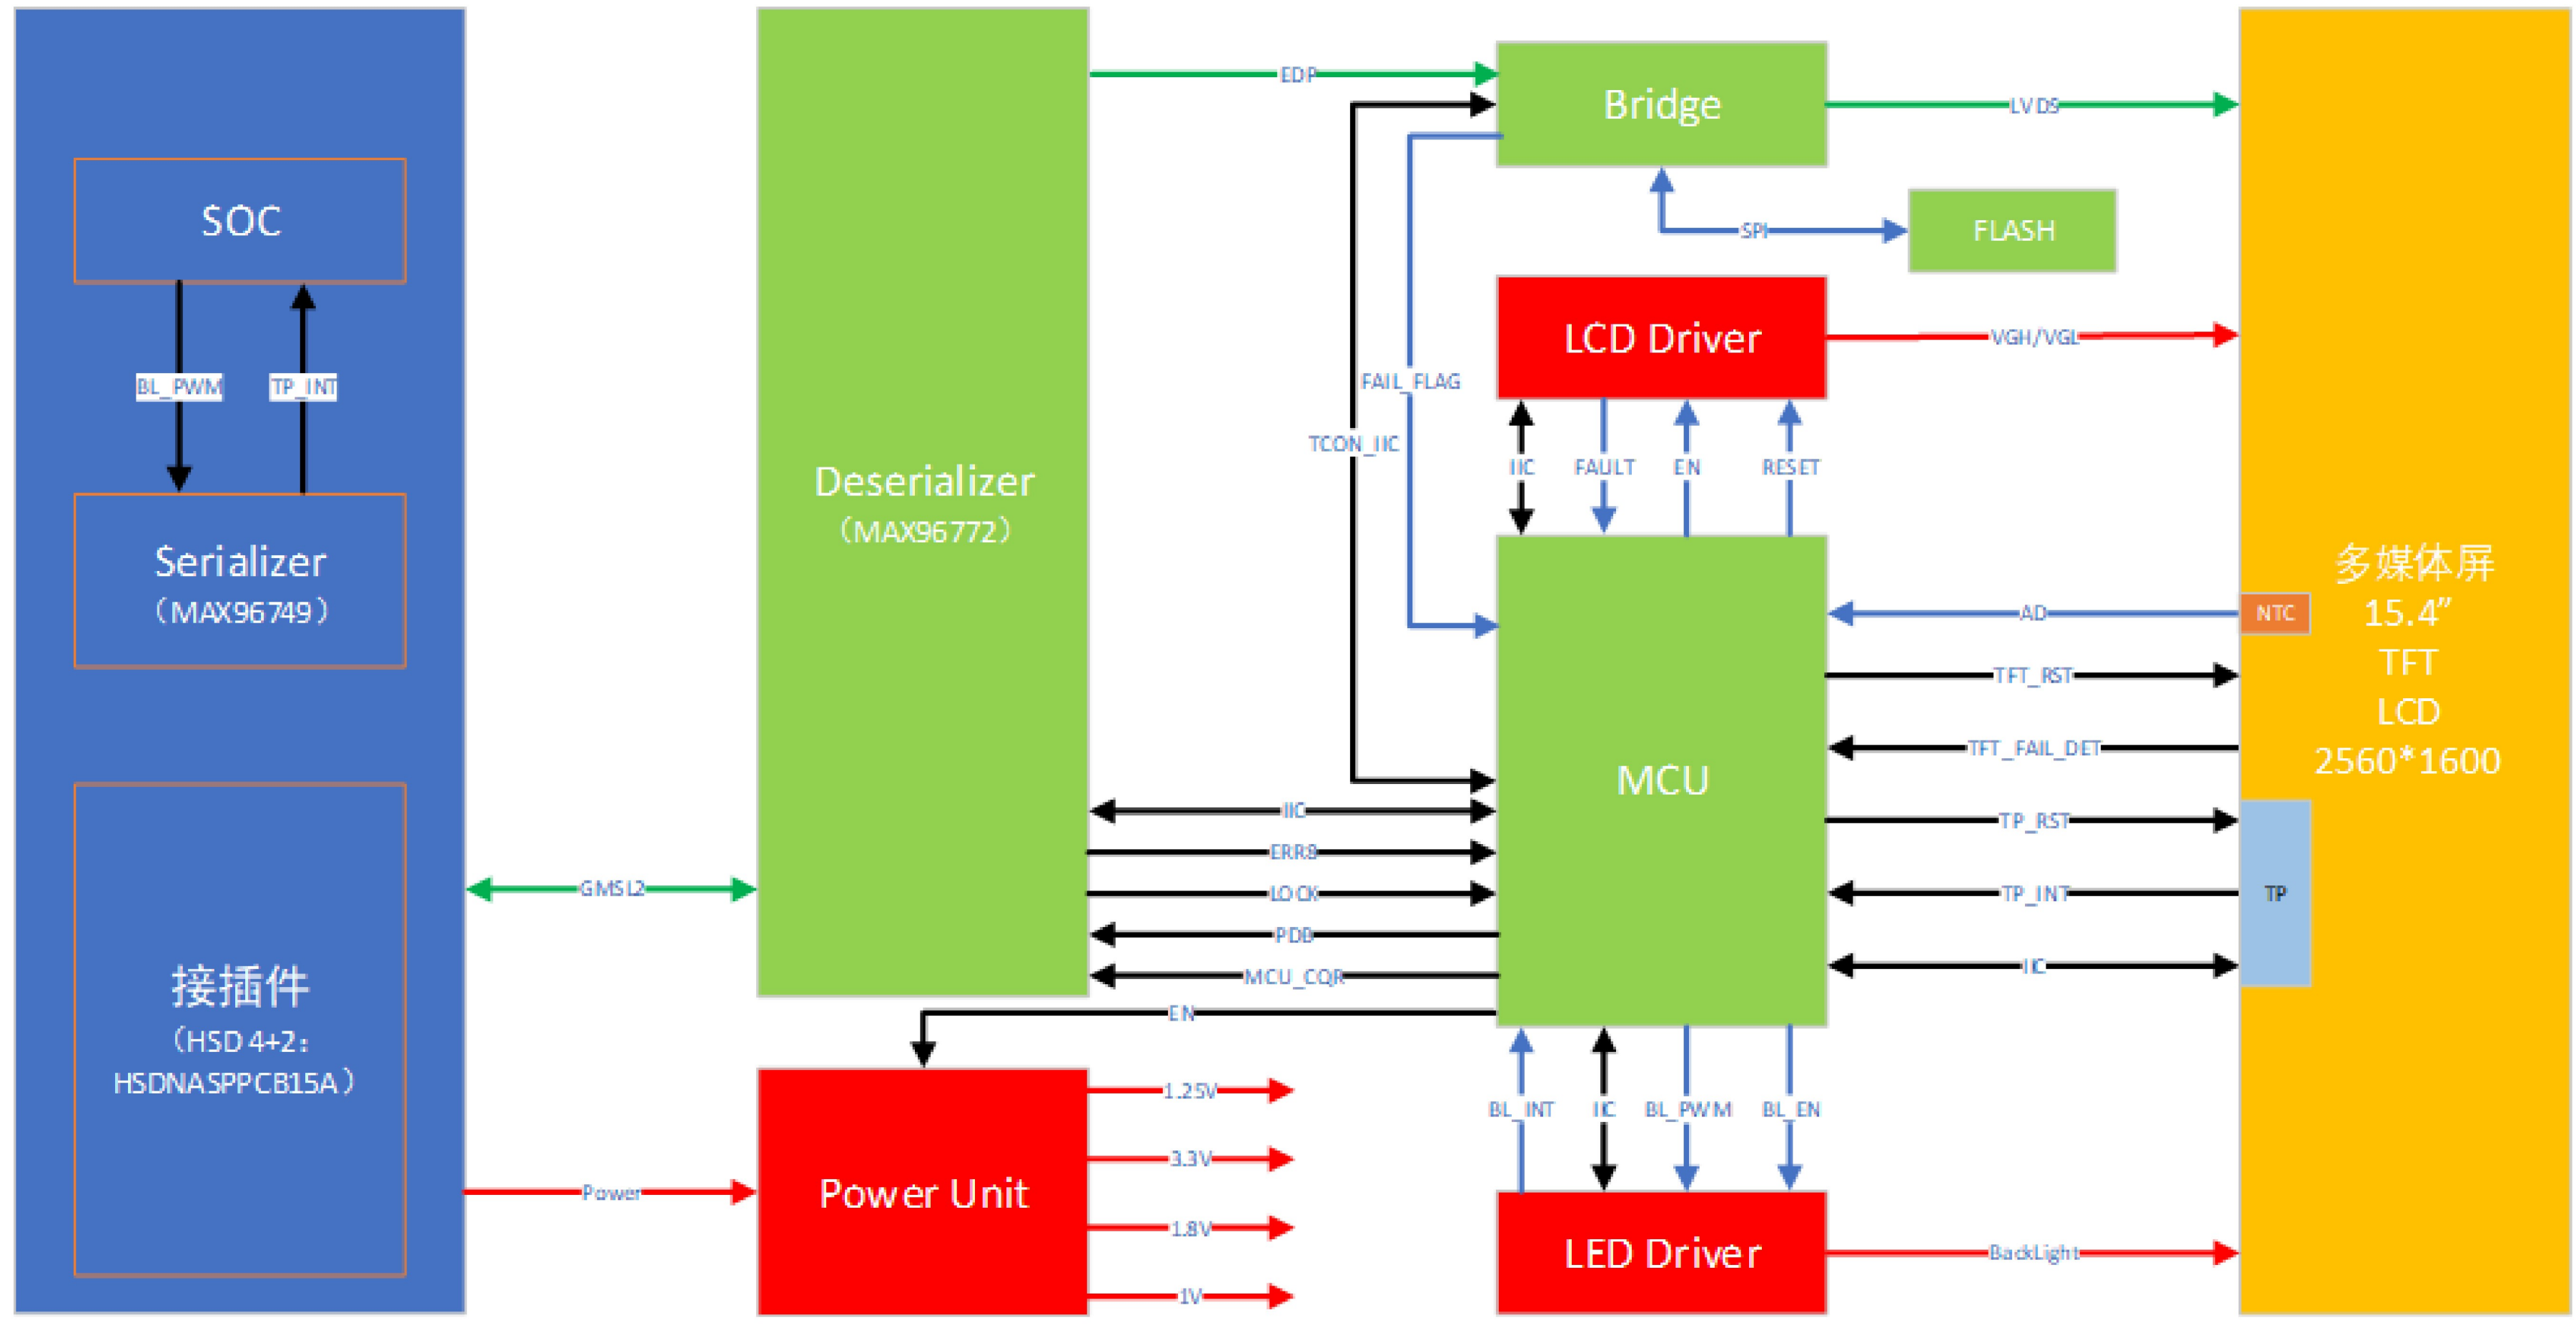 SOC
BL_PWM
TP_INT
Serializer
（MAX96749）
接插件
（HSD 4+2：
HSDNASPPCB15A）
GMSL2
Power
Deserializer
（MAX96772）
Power Unit
1.25V
3.3V
1.8V
1V
EDP
FAIL_FLAG
TCON_IIC
IIC
ERRB
LOCK
PDB
MCU_CQR
EN
Bridge
LVDS
SPI
FLASH
LCD Driver
VGH/VGL
IIC
FAULT
EN
RESET
MCU
AD
TFT_RST
TFT_FAIL_DET
TP_RST
TP_INT
IIC
BL_INT
IIC
BL_PWM
BL_EN
LED Driver
BackLight
NTC
TP
多媒体屏
15.4”
TFT
LCD
2560*1600